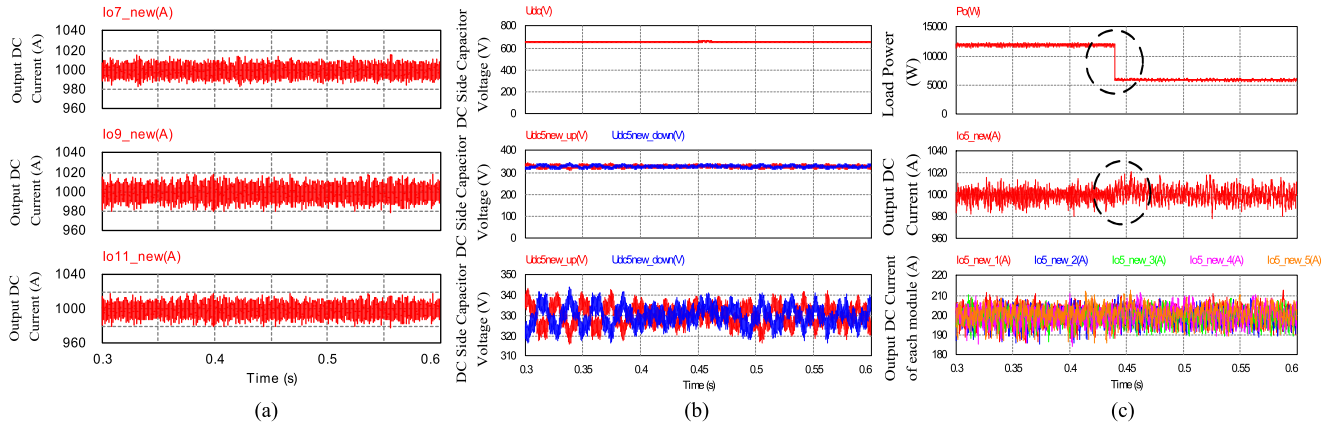 Io7_new(A)
Output DC
Current (A)
1040
1020
1000
980
960
Io9_new(A)
Output DC
Current (A)
1040
1020
1000
980
960
Io11_new(A)
Output DC
Current (A)
1040
1000
960
0.3
0.4
0.5
0.6
Time (s)
(a)
Udc(V)
DC Side Capacitor
Voltage (V)
800
600
400
200
0
Udc5new_up(V) Udc5new_down(V)
DC Side Capacitor
Voltage (V)
400
300
200
100
0
Udc5new_up(V) Udc5new_down(V)
DC Side Capacitor
Voltage (V)
350
340
330
320
310
0.3
0.35
0.4
0.45
0.5
0.55
0.6
Time (s)
(b)
Po(W)
Load Power
(W)
15000
10000
5000
0
Io5_new(A)
Output DC
Current (A)
1040
1020
1000
980
960
Io5_new_1(A) Io5_new_2(A) Io5_new_3(A) Io5_new_4(A) Io5_new_5(A)
Output DC Current
of each module (A)
220
210
200
190
180
0.3
0.35
0.4
0.45
0.5
0.55
0.6
Time (s)
(c)